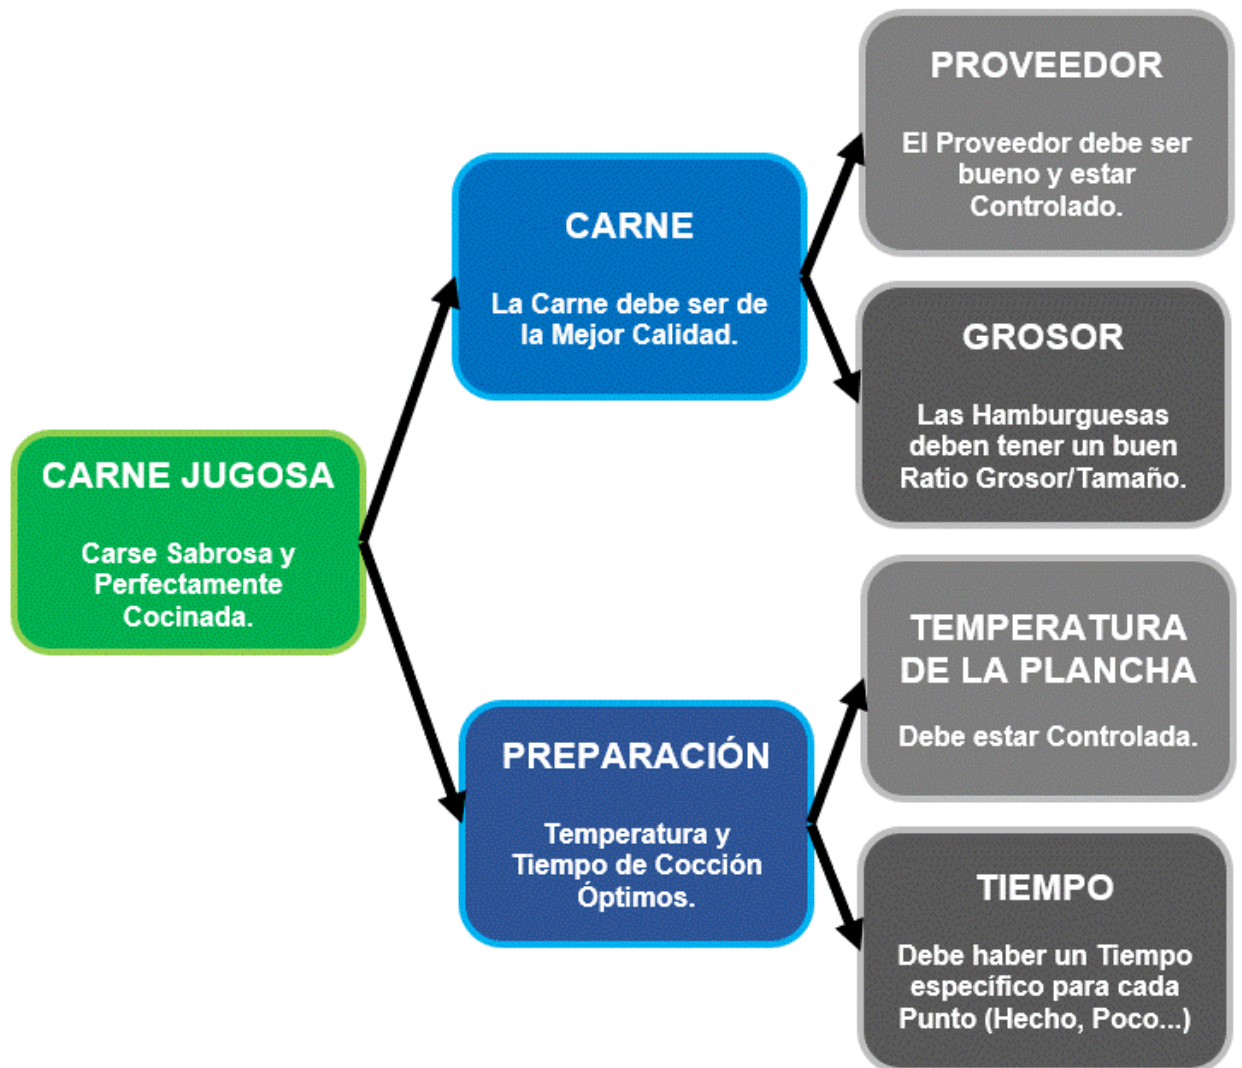 PROVEEDOR
El Proveedor debe ser
bueno y estar
Controlado.
CARNE
La Carne debe ser de
la Mejor Calidad.
GROSOR
Las Hamburguesas
deben tener un buen
Ratio Grosor/Tamaño.
CARNE JUGOSA
Carse Sabrosa y
Perfectamente
Cocinada.
TEMPERATURA
DE LA PLANCHA
Debe estar Controlada.
PREPARACIÓN
Temperatura y
Tiempo de Cocción
Óptimos.
TIEMPO
Debe haber un Tiempo
específico para cada
Punto (Hecho, Poco...)